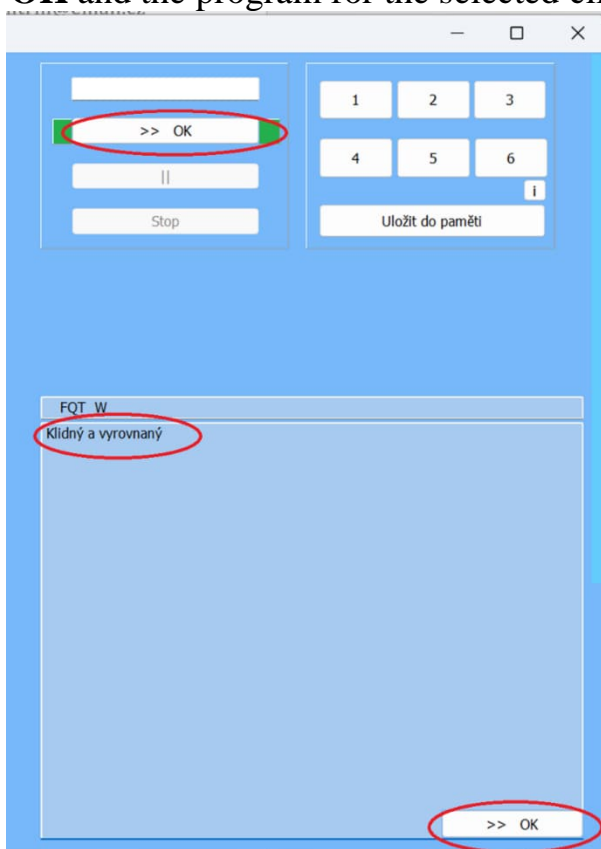 OK and the program for the selected
>> OK
||
Stop
1 2 3
4 5 6
i
Uložit do paměti
FQT W
Klidný a vyrovnaný
>> OK